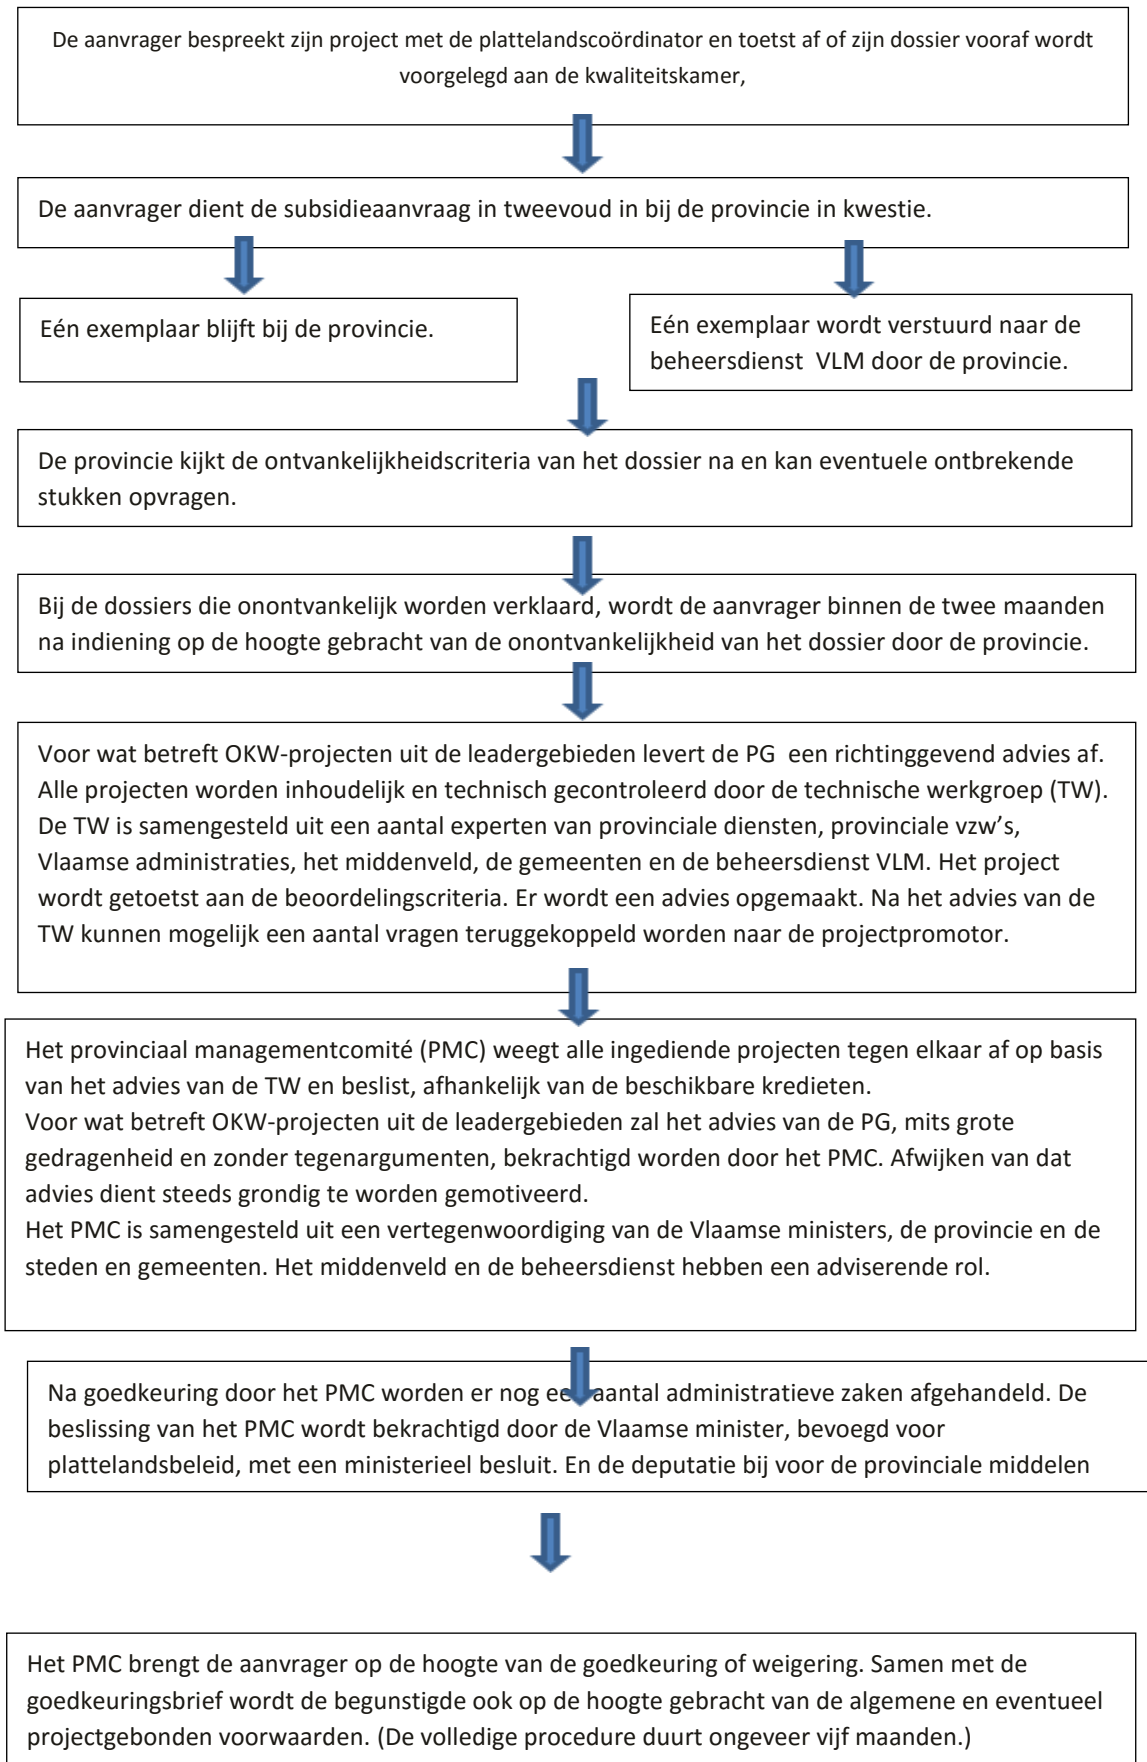 De aanvrager bespreekt zijn project met de plattelandscoördinator en toetst af of zijn dossier vooraf wordt
voorgelegd aan de kwaliteitskamer,
De aanvrager dient de subsidieaanvraag in tweevoud in bij de provincie in kwestie.
Eén exemplaar blijft bij de provincie.
Eén exemplaar wordt verstuurd naar de
beheersdienst VLM door de provincie.
De provincie kijkt de ontvankelijkheidscriteria van het dossier na en kan eventuele ontbrekende
stukken opvragen.
Bij de dossiers die onontvankelijk worden verklaard, wordt de aanvrager binnen de twee maanden
na indiening op de hoogte gebracht van de onontvankelijkheid van het dossier door de provincie.
Voor wat betreft OKW-projecten uit de leadergebieden levert de PG een richtinggevend advies af.
Alle projecten worden inhoudelijk en technisch gecontroleerd door de technische werkgroep (TW).
De TW is samengesteld uit een aantal experten van provinciale diensten, provinciale vzw's,
Vlaamse administraties, het middenveld, de gemeenten en de beheersdienst VLM. Het project
wordt getoetst aan de beoordelingscriteria. Er wordt een advies opgemaakt. Na het advies van de
TW kunnen mogelijk een aantal vragen teruggekoppeld worden naar de projectpromotor.
Het provinciaal managementcomité (PMC) weegt alle ingediende projecten tegen elkaar af op basis
van het advies van de TW en beslist, afhankelijk van de beschikbare kredieten.
Voor wat betreft OKW-projecten uit de leadergebieden zal het advies van de PG, mits grote
gedragenheid en zonder tegenargumenten, bekrachtigd worden door het PMC. Afwijken van dat
advies dient steeds grondig te worden gemotiveerd.
Het PMC is samengesteld uit een vertegenwoordiging van de Vlaamse ministers, de provincie en de
steden en gemeenten. Het middenveld en de beheersdienst hebben een adviserende rol.
Na goedkeuring door het PMC worden er nog een aantal administratieve zaken afgehandeld. De
beslissing van het PMC wordt bekrachtigd door de Vlaamse minister, bevoegd voor
plattelandsbeleid, met een ministerieel besluit. En de deputatie bij voor de provinciale middelen
Het PMC brengt de aanvrager op de hoogte van de goedkeuring of weigering. Samen met de
goedkeuringsbrief wordt de begunstigde ook op de hoogte gebracht van de algemene en eventueel
projectgebonden voorwaarden. (De volledige procedure duurt ongeveer vijf maanden.)